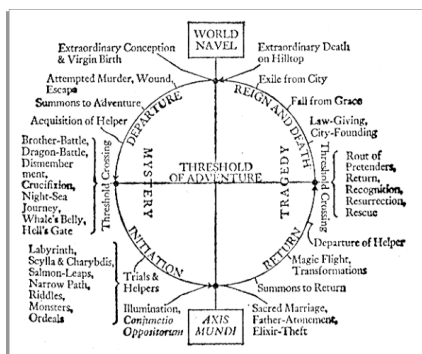 WORLD
NAVEL
Extraordinary Conception
& Virgin Birth
Extraordinary Death
on Hilltop
Attempted Murder, Wound,
Escape
Exile from City
Summons to Adventure
Fall from Grace
Acquisition of Helper
Law-Giving,
City-Founding
DEPARTURE
REIGN AND DEATH
Brother-Battle,
Dragon-Battle,
Dismember
ment,
Crucifixion,
Night-Sea
Journey,
Whale's Belly,
Hell's Gate
Threshold Crossing
MYSTERY
THRESHOLD
OF ADVENTURE
TRAGEDY
Threshold Crossing
Rout of
Pretenders,
Return,
Recognition,
Resurrection,
Rescue
INITIATION
RETURN
Departure of Helper
Labyrinth,
Scylla & Charybdis,
Salmon-Leaps,
Narrow Path,
Riddles,
Monsters,
Ordeals
Trials &
Helpers
Magic Flight,
Transformations
Summons to Return
Illumination,
Conjunctio
Oppositorum
AXIS
MUNDI
Sacred Marriage,
Father-Atonement,
Elixir-Theft